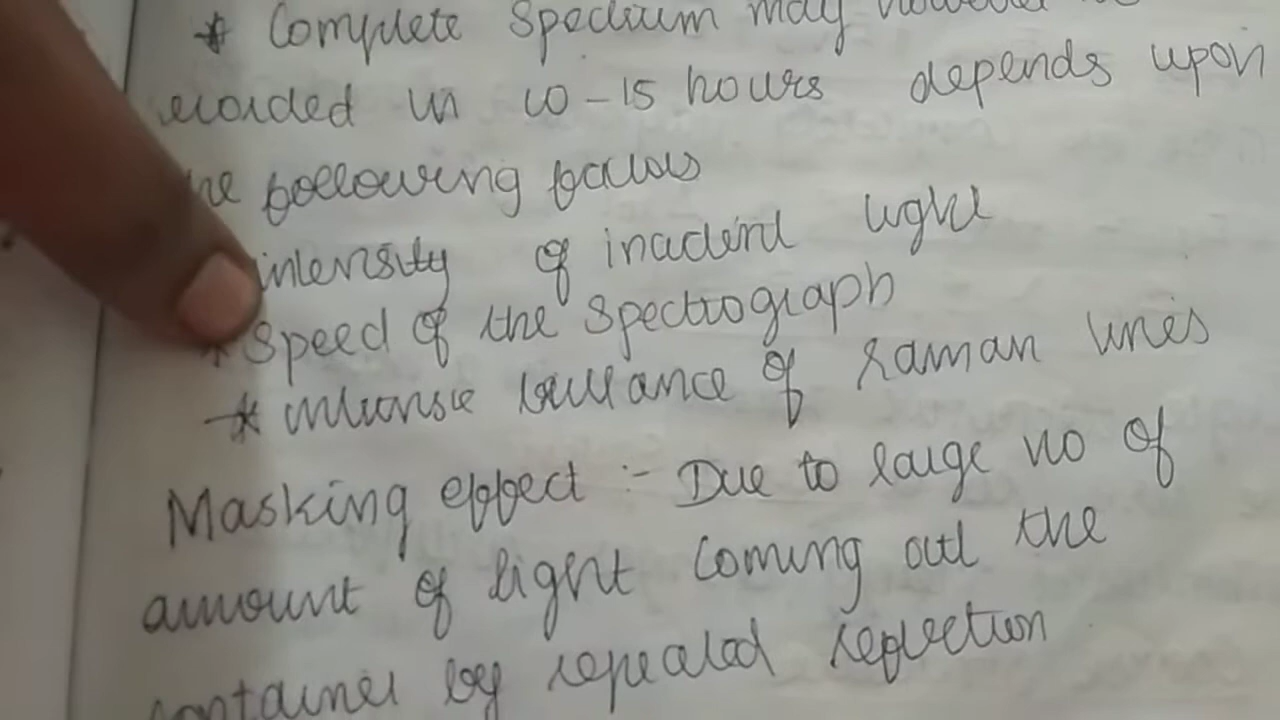 * Complete Spectrum may however be
recorded in 10-15 hours depends upon
the following factors
intensity of incident light
* Speed of the Spectrograph
* intrinsic brilliance of raman lines
Masking effect :- Due to large no of
amount of light coming out the
container by repeated reflection